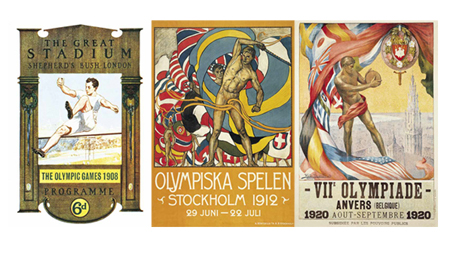 THE GREAT
STADIUM
SHEPHERD'S BUSH·LONDON
THE OLYMPIC GAMES 1908
PROGRAMME
6d
OLYMPISKA SPELEN
STOCKHOLM 1912
29 JUNI — 22 JULI
- VIIᵉ OLYMPIADE -
ANVERS (BELGIQUE)
1920 AOUT-SEPTEMBRE 1920